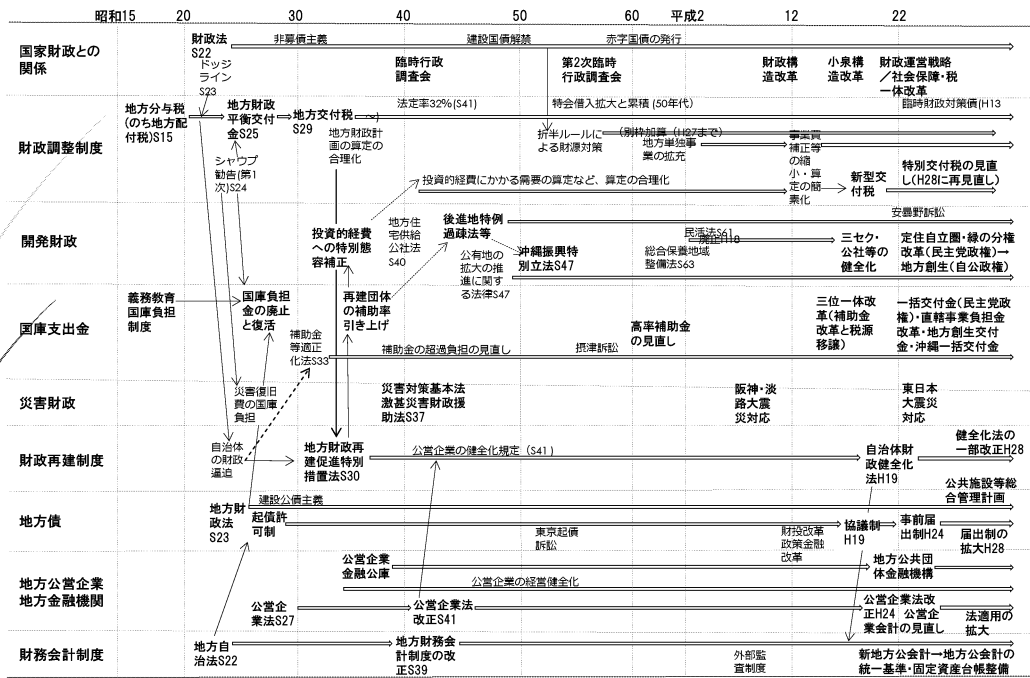 昭和15 20 30 40 50 60 平成2 12 22
国家財政との
関係
財政法
S22
非募債主義
建設国債解禁
赤字国債の発行
ドッジ
ライン
S23
臨時行政
調査会
第2次臨時
行政調査会
財政構
造改革
小泉構
造改革
財政運営戦略
／社会保障・税
一体改革
財政調整制度
地方分与税
(のち地方配
付税)S15
地方財政
平衡交付
金S25
地方交付税
S29
法定率32%(S41)
特会借入拡大と累積(50年代)
臨時財政対策債(H13
地方財政計
画の算定の
合理化
折半ルールに
よる財源対策
(別枠加算（H27まで）
地方単独事
業の拡充
事業費
補正等
の縮
小・算
定の簡
素化
シャウプ
勧告(第1
次)S24
投資的経費にかかる需要の算定など、算定の合理化
新型交
付税
特別交付税の見直
し(H28に再見直し)
開発財政
投資的経費
への特別態
容補正
地方住
宅供給
公社法
S40
後進地特例
過疎法等
安曇野訴訟
公有地の
拡大の推
進に関す
る法律S47
沖縄振興特
別立法S47
民活法S61
廃止H18
総合保養地域
整備法S63
三セク・
公社等の
健全化
定住自立圏・緑の分権
改革(民主党政権)→
地方創生(自公政権)
国庫支出金
義務教育
国庫負担
制度
国庫負担
金の廃止
と復活
再建団体
の補助率
引き上げ
補助金
等適正
化法S33
補助金の超過負担の見直し
摂津訴訟
高率補助金
の見直し
三位一体改
革(補助金
改革と税源
移譲)
一括交付金(民主党政
権)・直轄事業負担金
改革・地方創生交付
金・沖縄一括交付金
災害財政
災害復旧
費の国庫
負担
災害対策基本法
激甚災害財政援
助法S37
阪神・淡
路大震
災対応
東日本
大震災
対応
財政再建制度
自治体
の財政
逼迫
地方財政再
建促進特別
措置法S30
公営企業の健全化規定（S41）
自治体財
政健全化
法H19
健全化法の
一部改正H28
地方債
地方財
政法
S23
建設公債主義
起債許
可制
東京起債
訴訟
財投改革
政策金融
改革
協議制
H19
事前届
出制H24
公共施設等総
合管理計画
届出制の
拡大H28
地方公営企業
地方金融機関
公営企業
金融公庫
公営企業の経営健全化
地方公共団
体金融機構
公営企
業法S27
公営企業法
改正S41
公営企業法改
正H24　公営企
業会計の見直し
法適用の
拡大
財務会計制度
地方自
治法S22
地方財務会
計制度の改
正S39
外部監
査制度
新地方公会計→地方公会計の
統一基準・固定資産台帳整備